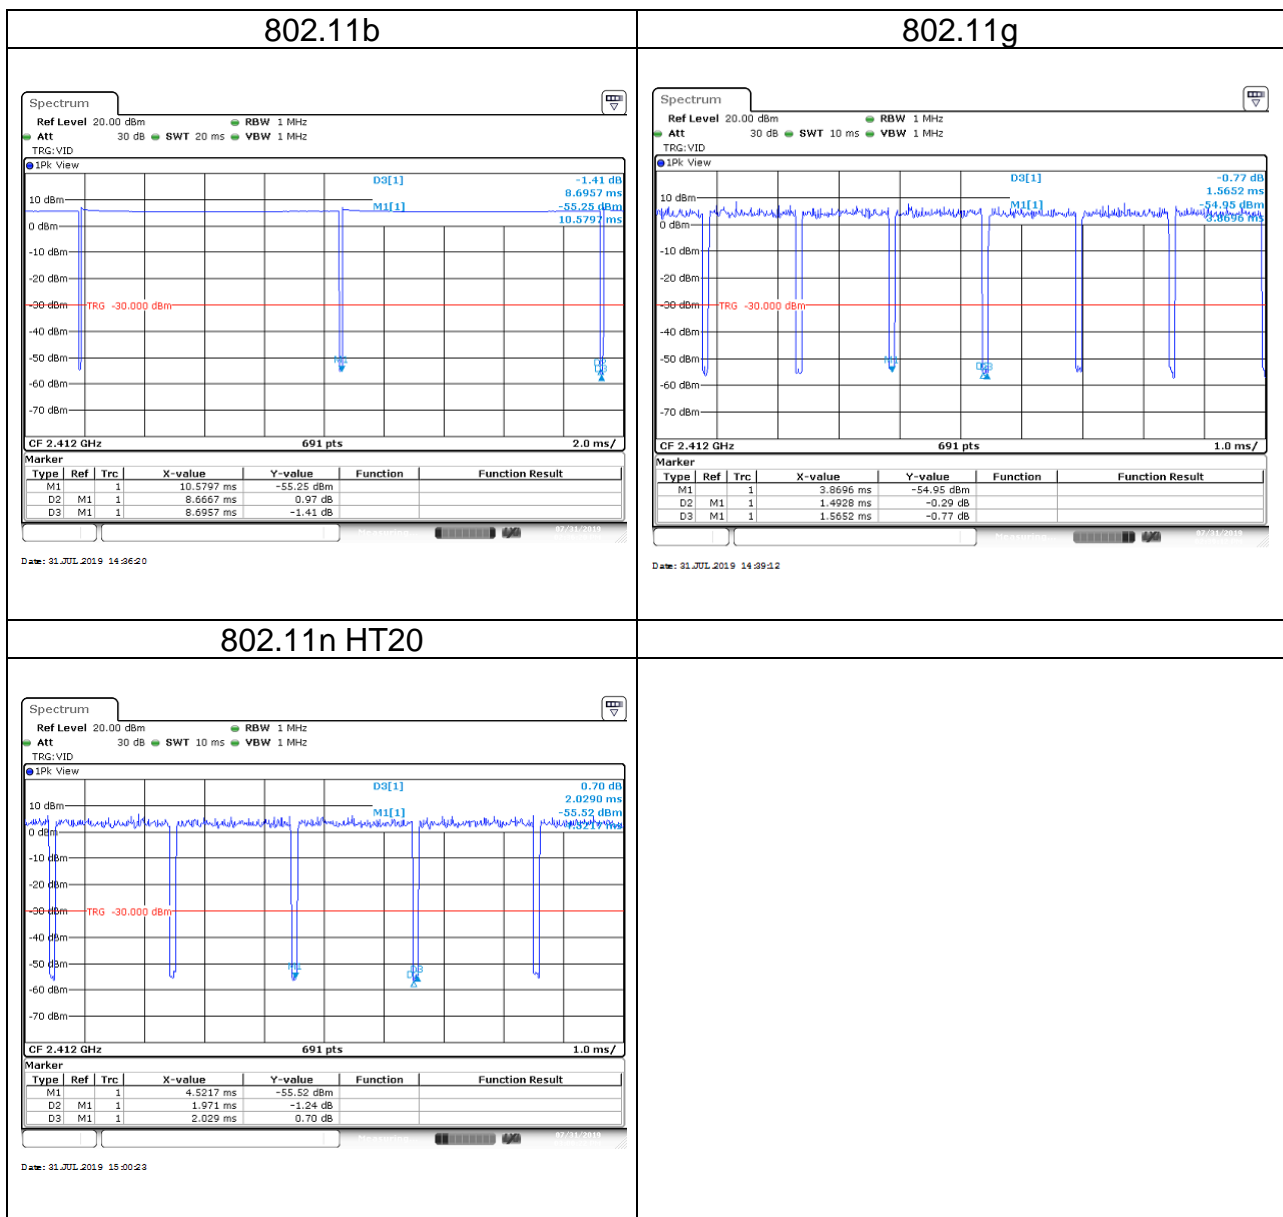 802.11b
802.11g
Spectrum
Ref Level 20.00 dBm RBW 1 MHz
Att 30 dB SWT 20 ms VBW 1 MHz
TRG:VID
1Pk View
D3[1] -1.41 dB
8.6957 ms
M1[1] -55.25 dBm
10.5797 ms
10 dBm
0 dBm
-10 dBm
-20 dBm
-30 dBm
TRG -30.000 dBm
-40 dBm
-50 dBm
-60 dBm
-70 dBm
M1
D3
CF 2.412 GHz 691 pts 2.0 ms/
Marker
Type Ref Trc X-value Y-value Function Function Result
M1 1 10.5797 ms -55.25 dBm
D2 M1 1 8.6667 ms 0.97 dB
D3 M1 1 8.6957 ms -1.41 dB
07/31/2019
Date: 31.JUL.2019 14:36:20
Spectrum
Ref Level 20.00 dBm RBW 1 MHz
Att 30 dB SWT 10 ms VBW 1 MHz
TRG:VID
1Pk View
D3[1] -0.77 dB
1.5652 ms
M1[1] -54.95 dBm
3.8696 ms
10 dBm
0 dBm
-10 dBm
-20 dBm
-30 dBm
TRG -30.000 dBm
-40 dBm
-50 dBm
-60 dBm
-70 dBm
M1
D3
CF 2.412 GHz 691 pts 1.0 ms/
Marker
Type Ref Trc X-value Y-value Function Function Result
M1 1 3.8696 ms -54.95 dBm
D2 M1 1 1.4928 ms -0.29 dB
D3 M1 1 1.5652 ms -0.77 dB
Measuring...
07/31/2019
Date: 31.JUL.2019 14:39:12
802.11n HT20
Spectrum
Ref Level 20.00 dBm RBW 1 MHz
Att 30 dB SWT 10 ms VBW 1 MHz
TRG:VID
1Pk View
D3[1] 0.70 dB
2.0290 ms
M1[1] -55.52 dBm
4.5217 ms
10 dBm
0 dBm
-10 dBm
-20 dBm
-30 dBm
TRG -30.000 dBm
-40 dBm
-50 dBm
-60 dBm
-70 dBm
M1
D3
CF 2.412 GHz 691 pts 1.0 ms/
Marker
Type Ref Trc X-value Y-value Function Function Result
M1 1 4.5217 ms -55.52 dBm
D2 M1 1 1.971 ms -1.24 dB
D3 M1 1 2.029 ms 0.70 dB
07/31/2019
Date: 31.JUL.2019 15:00:23